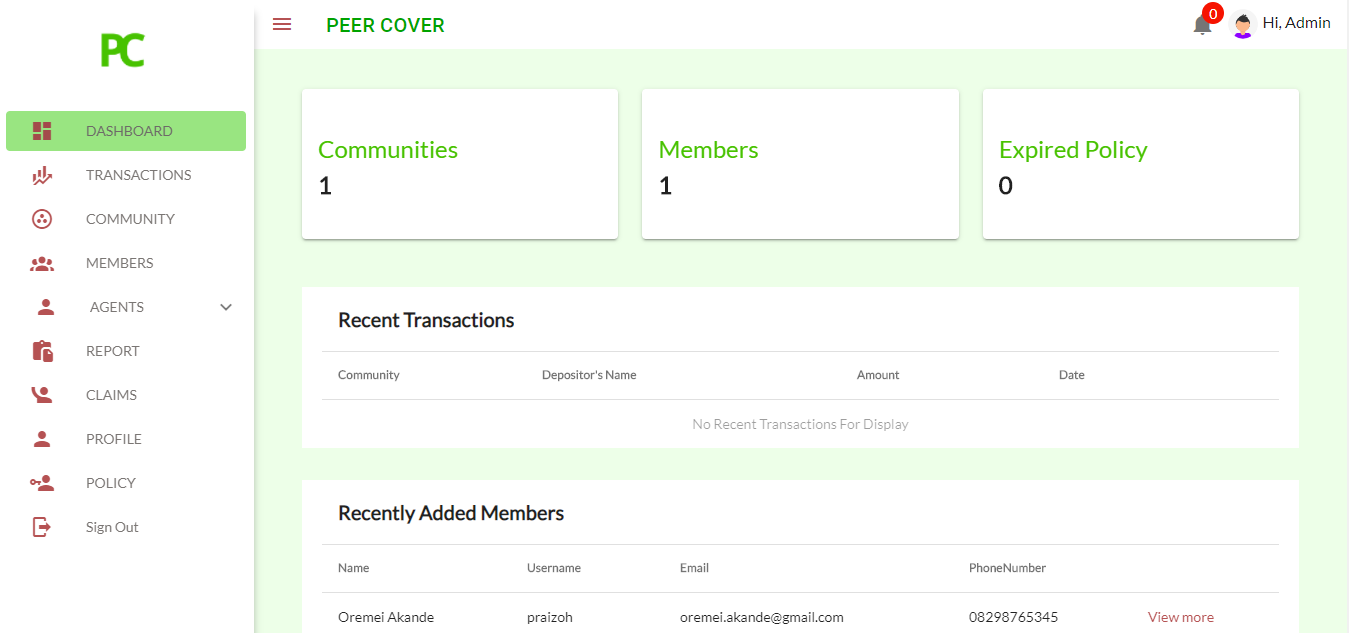 PC
PEER COVER
0
Hi, Admin
DASHBOARD
TRANSACTIONS
COMMUNITY
MEMBERS
AGENTS
REPORT
CLAIMS
PROFILE
POLICY
Sign Out
Communities
1
Members
1
Expired Policy
0
Recent Transactions
Community Depositor's Name Amount Date
No Recent Transactions For Display
Recently Added Members
Name Username Email PhoneNumber
Oremei Akande praizoh oremei.akande@gmail.com 08298765345 View more